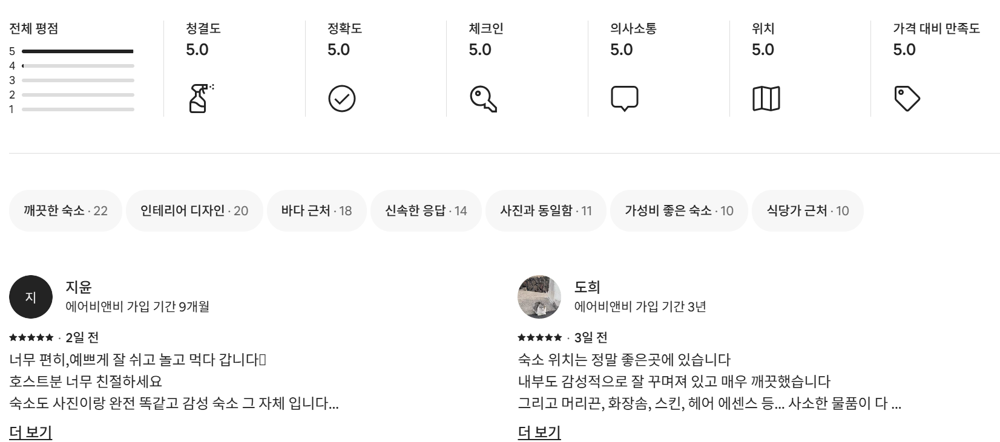 전체 평점
5
4
3
2
1
청결도
5.0
정확도
5.0
체크인
5.0
의사소통
5.0
위치
5.0
가격 대비 만족도
5.0
깨끗한 숙소 · 22
인테리어 디자인 · 20
바다 근처 · 18
신속한 응답 · 14
사진과 동일함 · 11
가성비 좋은 숙소 · 10
식당가 근처 · 10
지
지윤
에어비앤비 가입 기간 9개월
★★★★★ · 2일 전
너무 편히,예쁘게 잘 쉬고 놀고 먹다 갑니다
호스트분 너무 친절하세요
숙소도 사진이랑 완전 똑같고 감성 숙소 그 자체 입니다...
더 보기
도희
에어비앤비 가입 기간 3년
★★★★★ · 3일 전
숙소 위치는 정말 좋은곳에 있습니다
내부도 감성적으로 잘 꾸며져 있고 매우 깨끗했습니다
그리고 머리끈, 화장솜, 스킨, 헤어 에센스 등... 사소한 물품이 다 ...
더 보기